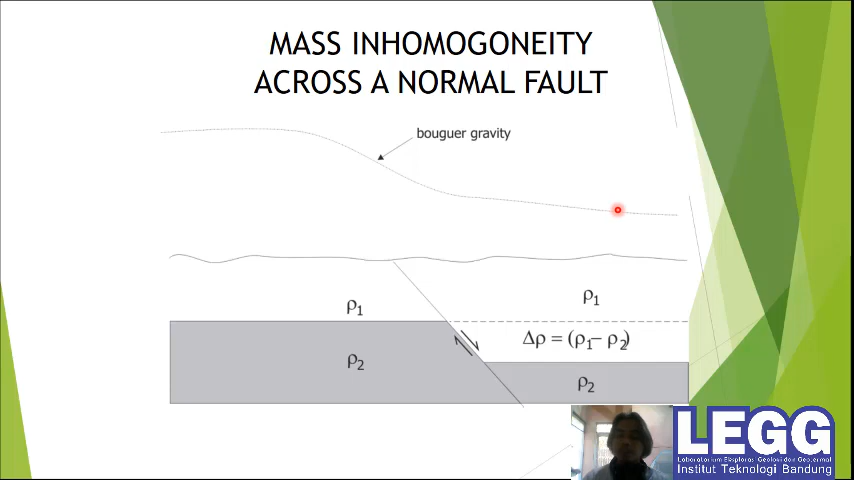 MASS INHOMOGONEITY
ACROSS A NORMAL FAULT
bouguer gravity
ρ₁
ρ₁
Δρ = (ρ₁− ρ₂)
ρ₂
ρ₂
LEGG
Laboratorium Eksplorasi Geologi dan Geotermal
Institut Teknologi Bandung